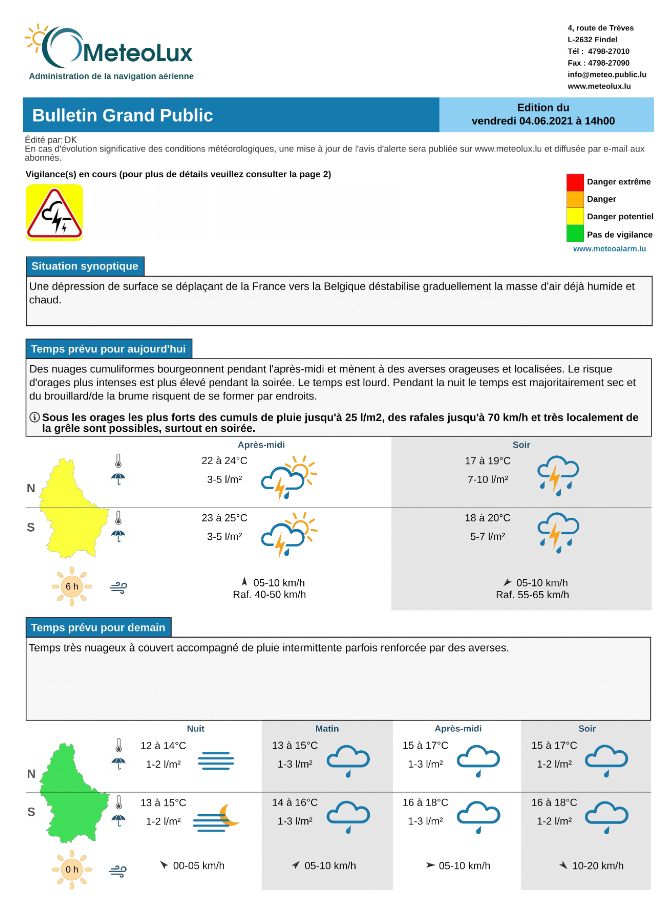 MeteoLux
Administration de la navigation aérienne
4, route de Trèves
L-2632 Findel
Tél : 4798-27010
Fax : 4798-27090
info@meteo.public.lu
www.meteolux.lu
Bulletin Grand Public
Edition du
vendredi 04.06.2021 à 14h00
Édité par: DK
En cas d'évolution significative des conditions météorologiques, une mise à jour de l'avis d'alerte sera publiée sur www.meteolux.lu et diffusée par e-mail aux
abonnés.
Vigilance(s) en cours (pour plus de détails veuillez consulter la page 2)
Danger extrême
Danger
Danger potentiel
Pas de vigilance
www.meteoalarm.lu
Situation synoptique
Une dépression de surface se déplaçant de la France vers la Belgique déstabilise graduellement la masse d'air déjà humide et
chaud.
Temps prévu pour aujourd'hui
Des nuages cumuliformes bourgeonnent pendant l'après-midi et mènent à des averses orageuses et localisées. Le risque
d'orages plus intenses est plus élevé pendant la soirée. Le temps est lourd. Pendant la nuit le temps est majoritairement sec et
du brouillard/de la brume risquent de se former par endroits.
Sous les orages les plus forts des cumuls de pluie jusqu'à 25 l/m2, des rafales jusqu'à 70 km/h et très localement de
la grêle sont possibles, surtout en soirée.
Après-midi Soir
22 à 24°C 17 à 19°C
N 3-5 l/m² 7-10 l/m²
23 à 25°C 18 à 20°C
S 3-5 l/m² 5-7 l/m²
6 h 05-10 km/h 05-10 km/h
Raf. 40-50 km/h Raf. 55-65 km/h
Temps prévu pour demain
Temps très nuageux à couvert accompagné de pluie intermittente parfois renforcée par des averses.
Nuit Matin Après-midi Soir
12 à 14°C 13 à 15°C 15 à 17°C 15 à 17°C
N 1-2 l/m² 1-3 l/m² 1-3 l/m² 1-2 l/m²
13 à 15°C 14 à 16°C 16 à 18°C 16 à 18°C
S 1-2 l/m² 1-3 l/m² 1-3 l/m² 1-2 l/m²
0 h 00-05 km/h 05-10 km/h 05-10 km/h 10-20 km/h